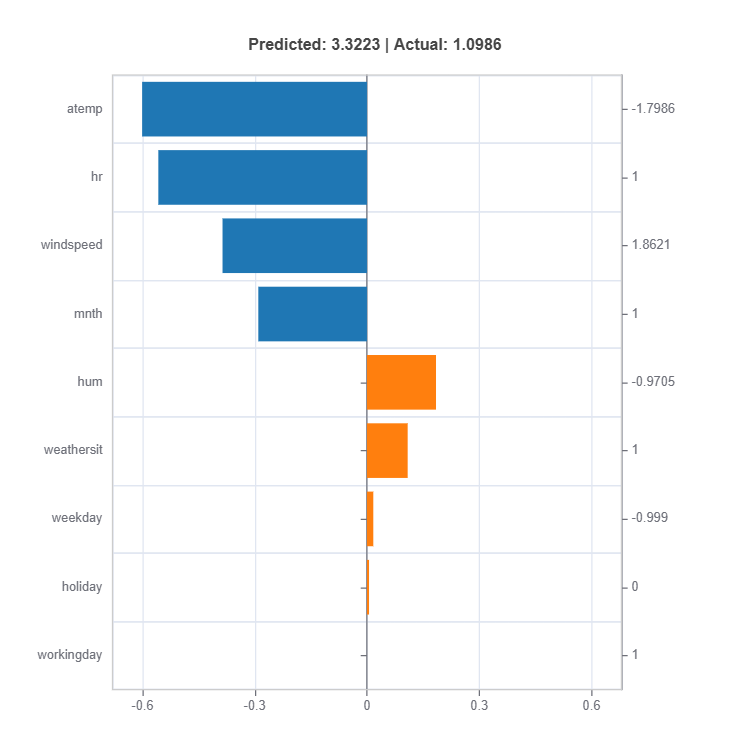 Predicted: 3.3223 | Actual: 1.0986
atemp -1.7986
hr 1
windspeed 1.8621
mnth 1
hum -0.9705
weathersit 1
weekday -0.999
holiday 0
workingday 1
-0.6 -0.3 0 0.3 0.6